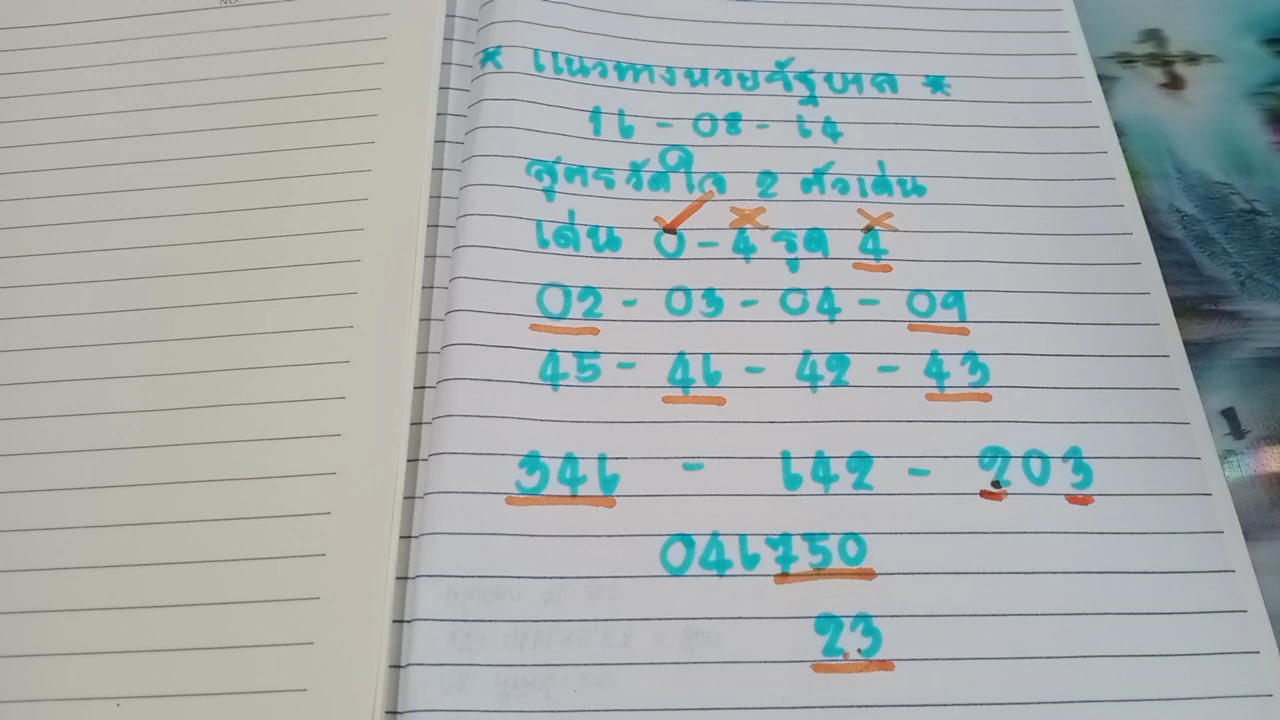 NO.
* แนวทางหวยรัฐบาล *
16 - 08 - 64
สูตรวัดใจ 2 ตัวเด่น
เด่น 0 - 4 รูด 4
02 - 03 - 04 - 09
45 - 46 - 42 - 43
346 - 642 - 203
046750
23